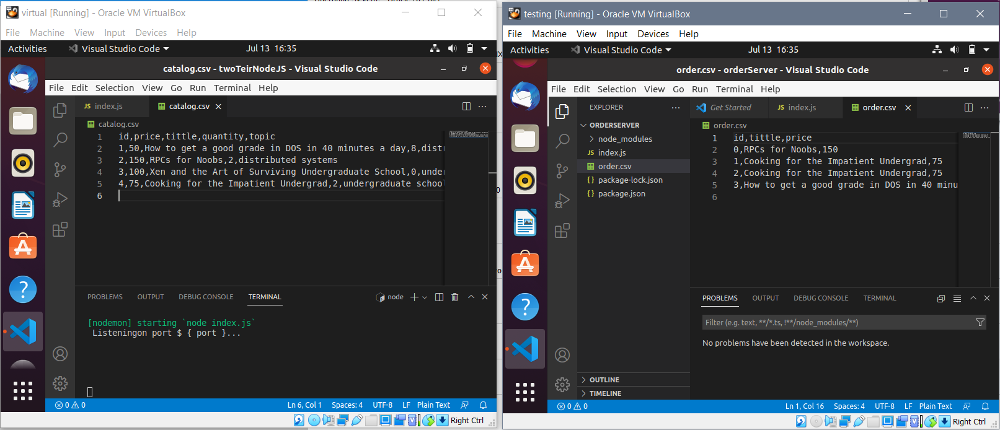 virtual [Running] - Oracle VM VirtualBox
File Machine View Input Devices Help
Activities Visual Studio Code Jul 13 16:35
catalog.csv - twoTeirNodeJS - Visual Studio Code
File Edit Selection View Go Run Terminal Help
JS index.js catalog.csv
catalog.csv
1 id,price,tittle,quantity,topic
2 1,50,How to get a good grade in DOS in 40 minutes a day,8,distr
3 2,150,RPCs for Noobs,2,distributed systems
4 3,100,Xen and the Art of Surviving Undergraduate School,0,under
5 4,75,Cooking for the Impatient Undergrad,2,undergraduate school
6
PROBLEMS OUTPUT DEBUG CONSOLE TERMINAL node
[nodemon] starting `node index.js`
Listeningon port $ { port }...
0 0 Ln 6, Col 1 Spaces: 4 UTF-8 LF Plain Text
Right Ctrl
testing [Running] - Oracle VM VirtualBox
File Machine View Input Devices Help
Activities Visual Studio Code Jul 13 16:35
order.csv - orderServer - Visual Studio Code
File Edit Selection View Go Run Terminal Help
EXPLORER
ORDERSERVER
node_modules
JS index.js
order.csv
{ } package-lock.json
{ } package.json
OUTLINE
TIMELINE
Get Started JS index.js order.csv
order.csv
1 id,tittle,price
2 0,RPCs for Noobs,150
3 1,Cooking for the Impatient Undergrad,75
4 2,Cooking for the Impatient Undergrad,75
5 3,How to get a good grade in DOS in 40 minu
6
PROBLEMS OUTPUT DEBUG CONSOLE TERMINAL
Filter (e.g. text, **/*.ts, !**/node_modules/**)
No problems have been detected in the workspace.
0 0 Ln 1, Col 16 Spaces: 4 UTF-8 LF Plain Text
Right Ctrl